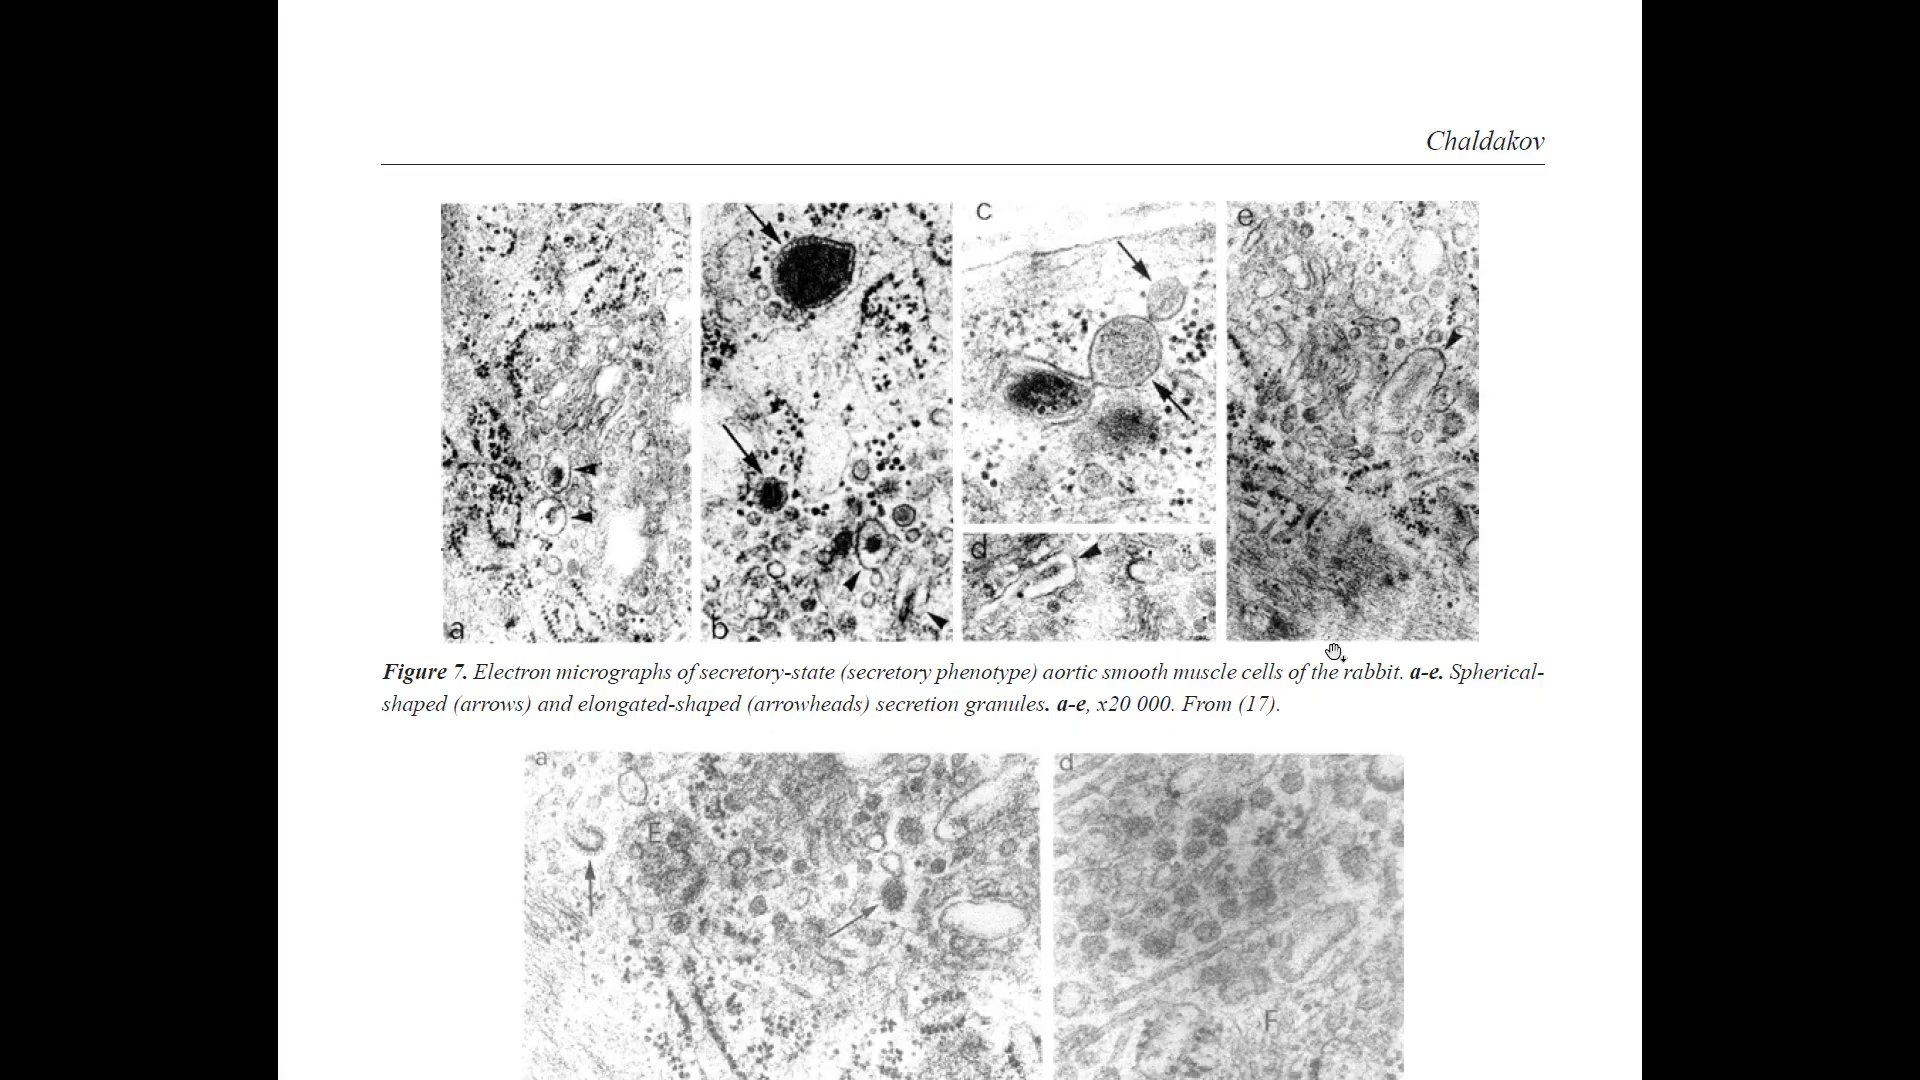 Chaldakov
c
e
d
a
b
Figure 7. Electron micrographs of secretory-state (secretory phenotype) aortic smooth muscle cells of the rabbit. a-e. Spherical-
shaped (arrows) and elongated-shaped (arrowheads) secretion granules. a-e, x20 000. From (17).
a
d
E
F